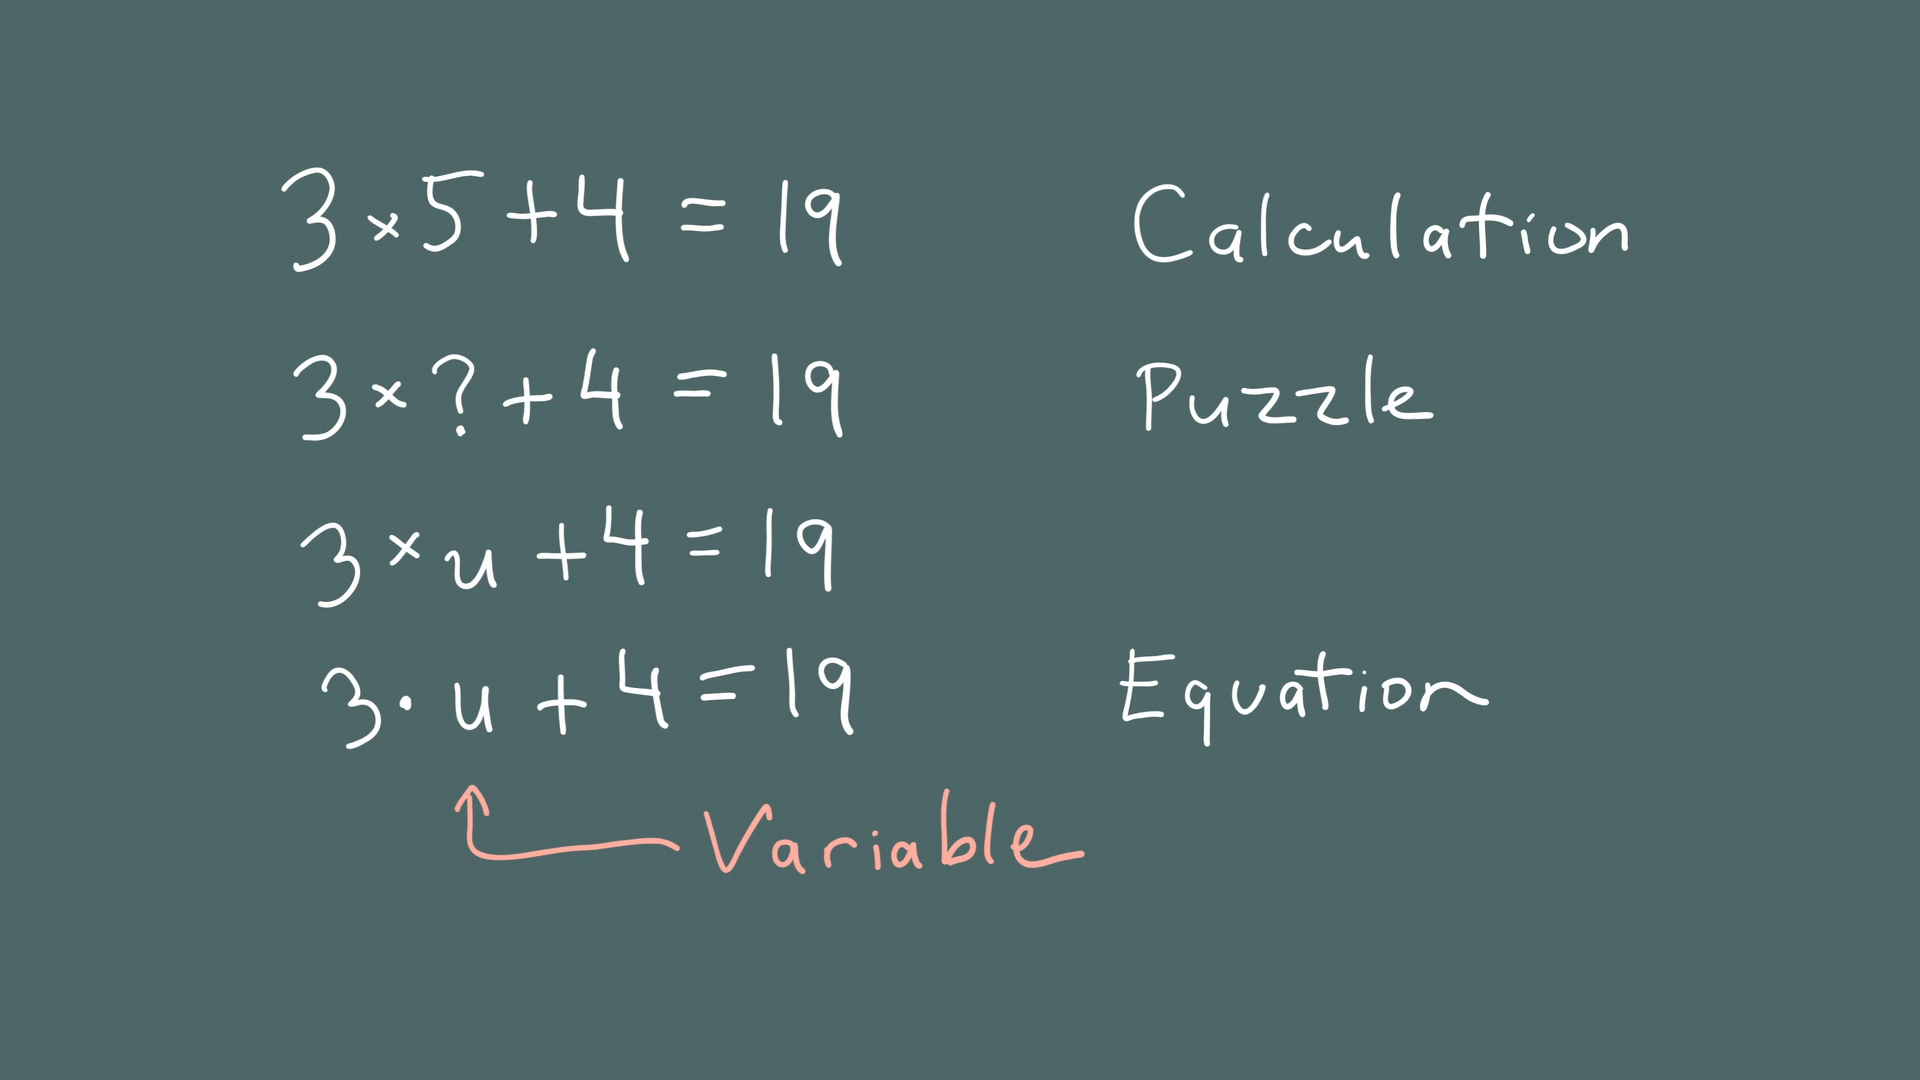 3 × 5 + 4 = 19 Calculation
3 × ? + 4 = 19 Puzzle
3 × u + 4 = 19
3 · u + 4 = 19 Equation
Variable